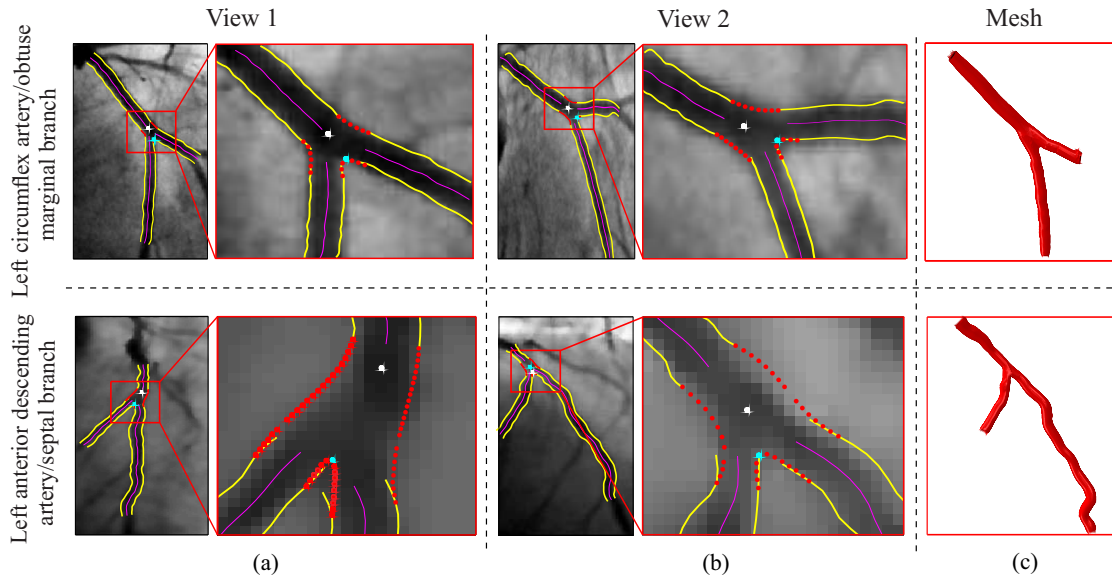 View 1
View 2
Mesh
Left circumflex artery/obtuse
marginal branch
Left anterior descending
artery/septal branch
(a)
(b)
(c)